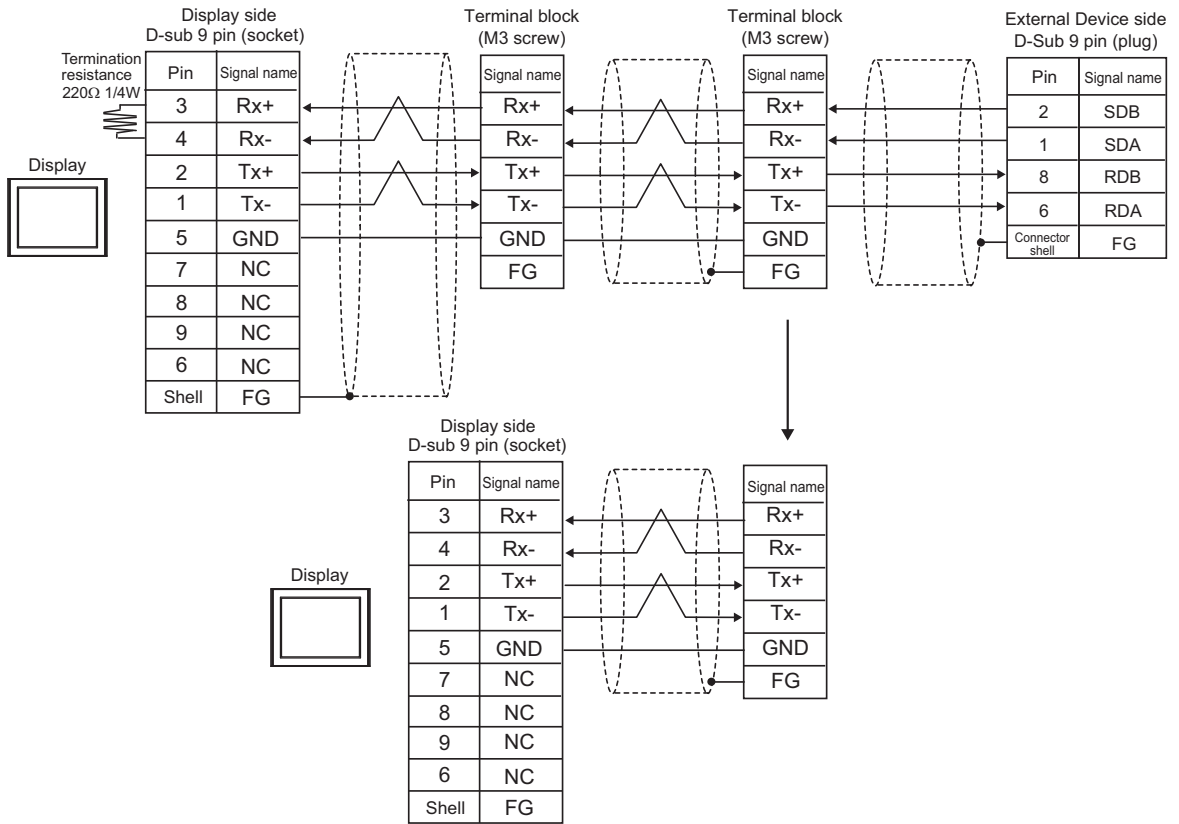 Display side
D-sub 9 pin (socket)
Termination
resistance
220Ω 1/4W
Pin Signal name
3 Rx+
4 Rx-
2 Tx+
1 Tx-
5 GND
7 NC
8 NC
9 NC
6 NC
Shell FG
Display
Terminal block
(M3 screw)
Signal name
Rx+
Rx-
Tx+
Tx-
GND
FG
Terminal block
(M3 screw)
Signal name
Rx+
Rx-
Tx+
Tx-
GND
FG
External Device side
D-Sub 9 pin (plug)
Pin Signal name
2 SDB
1 SDA
8 RDB
6 RDA
Connector
shell
FG
Display side
D-sub 9 pin (socket)
Pin Signal name
3 Rx+
4 Rx-
2 Tx+
1 Tx-
5 GND
7 NC
8 NC
9 NC
6 NC
Shell FG
Display
Signal name
Rx+
Rx-
Tx+
Tx-
GND
FG